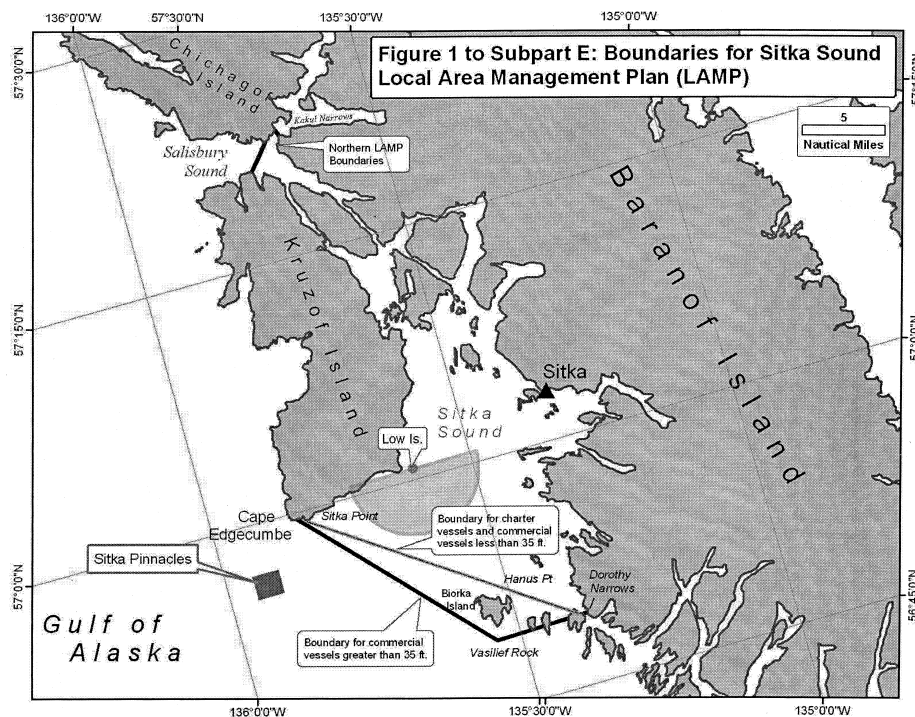 136°0'0"W
57°30'0"W
135°30'0"W
135°0'0"W
Figure 1 to Subpart E: Boundaries for Sitka Sound
Local Area Management Plan (LAMP)
57°30'0"N
57°15'0"N
Chichagof
Island
5
Nautical Miles
Kakul Narrows
Salisbury
Sound
Northern LAMP
Boundaries
Baranof Island
Kruzof Island
57°15'0"N
57°0'0"N
Sitka
Sitka
Sound
Low Is.
Cape
Edgecumbe
Sitka Point
Boundary for charter
vessels and commercial
vessels less than 35 ft.
Sitka Pinnacles
Hanus Pt
Dorothy
Narrows
57°0'0"N
56°45'0"N
Biorka
Island
Gulf of
Alaska
Boundary for commercial
vessels greater than 35 ft.
Vasilief Rock
136°0'0"W
135°30'0"W
135°0'0"W